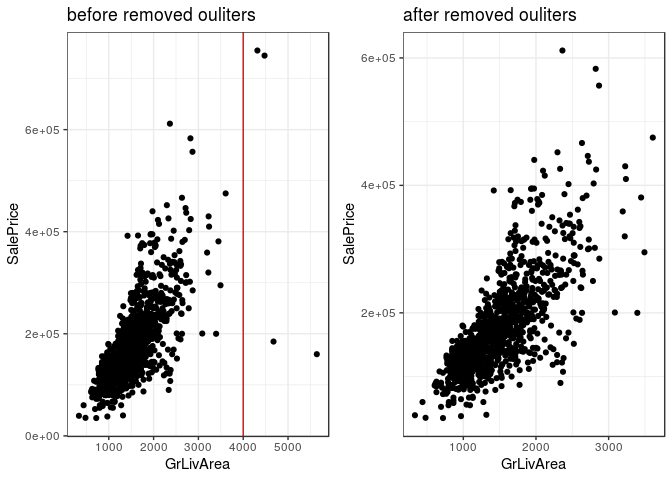 before removed ouliters
SalePrice
6e+05
4e+05
2e+05
0e+00
1000 2000 3000 4000 5000
GrLivArea
after removed ouliters
SalePrice
6e+05
4e+05
2e+05
1000 2000 3000
GrLivArea